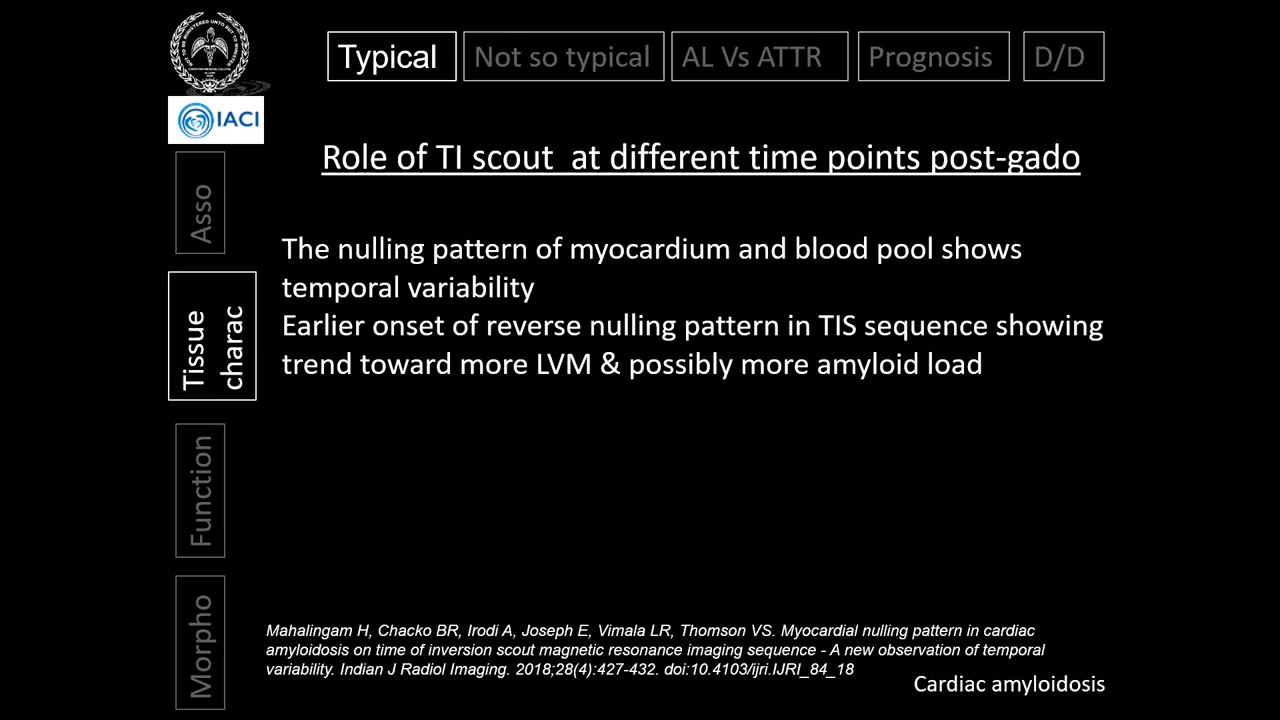 Typical
Not so typical
AL Vs ATTR
Prognosis
D/D
IACI
Role of TI scout at different time points post-gado
Asso
Tissue
charac
Function
Morpho
The nulling pattern of myocardium and blood pool shows
temporal variability
Earlier onset of reverse nulling pattern in TIS sequence showing
trend toward more LVM & possibly more amyloid load
Mahalingam H, Chacko BR, Irodi A, Joseph E, Vimala LR, Thomson VS. Myocardial nulling pattern in cardiac
amyloidosis on time of inversion scout magnetic resonance imaging sequence - A new observation of temporal
variability. Indian J Radiol Imaging. 2018;28(4):427-432. doi:10.4103/ijri.IJRI_84_18
Cardiac amyloidosis